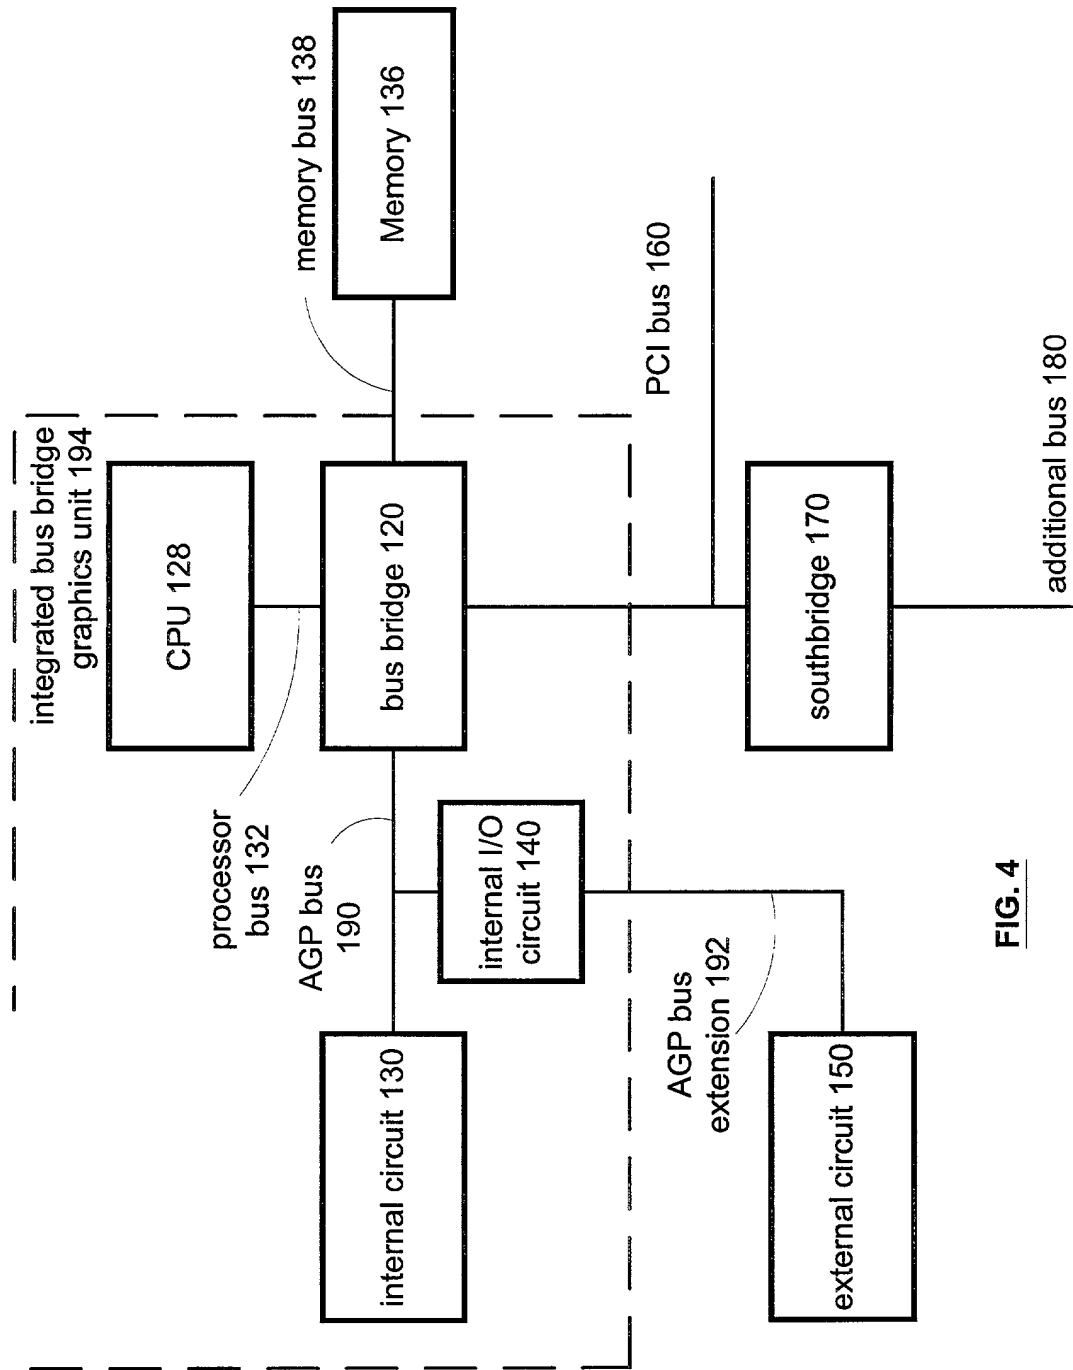 integrated bus bridge
graphics unit 194
CPU 128
processor
bus 132
memory bus 138
Memory 136
AGP bus
190
bus bridge 120
internal circuit 130
internal I/O
circuit 140
PCI bus 160
AGP bus
extension 192
southbridge 170
external circuit 150
additional bus 180
FIG. 4